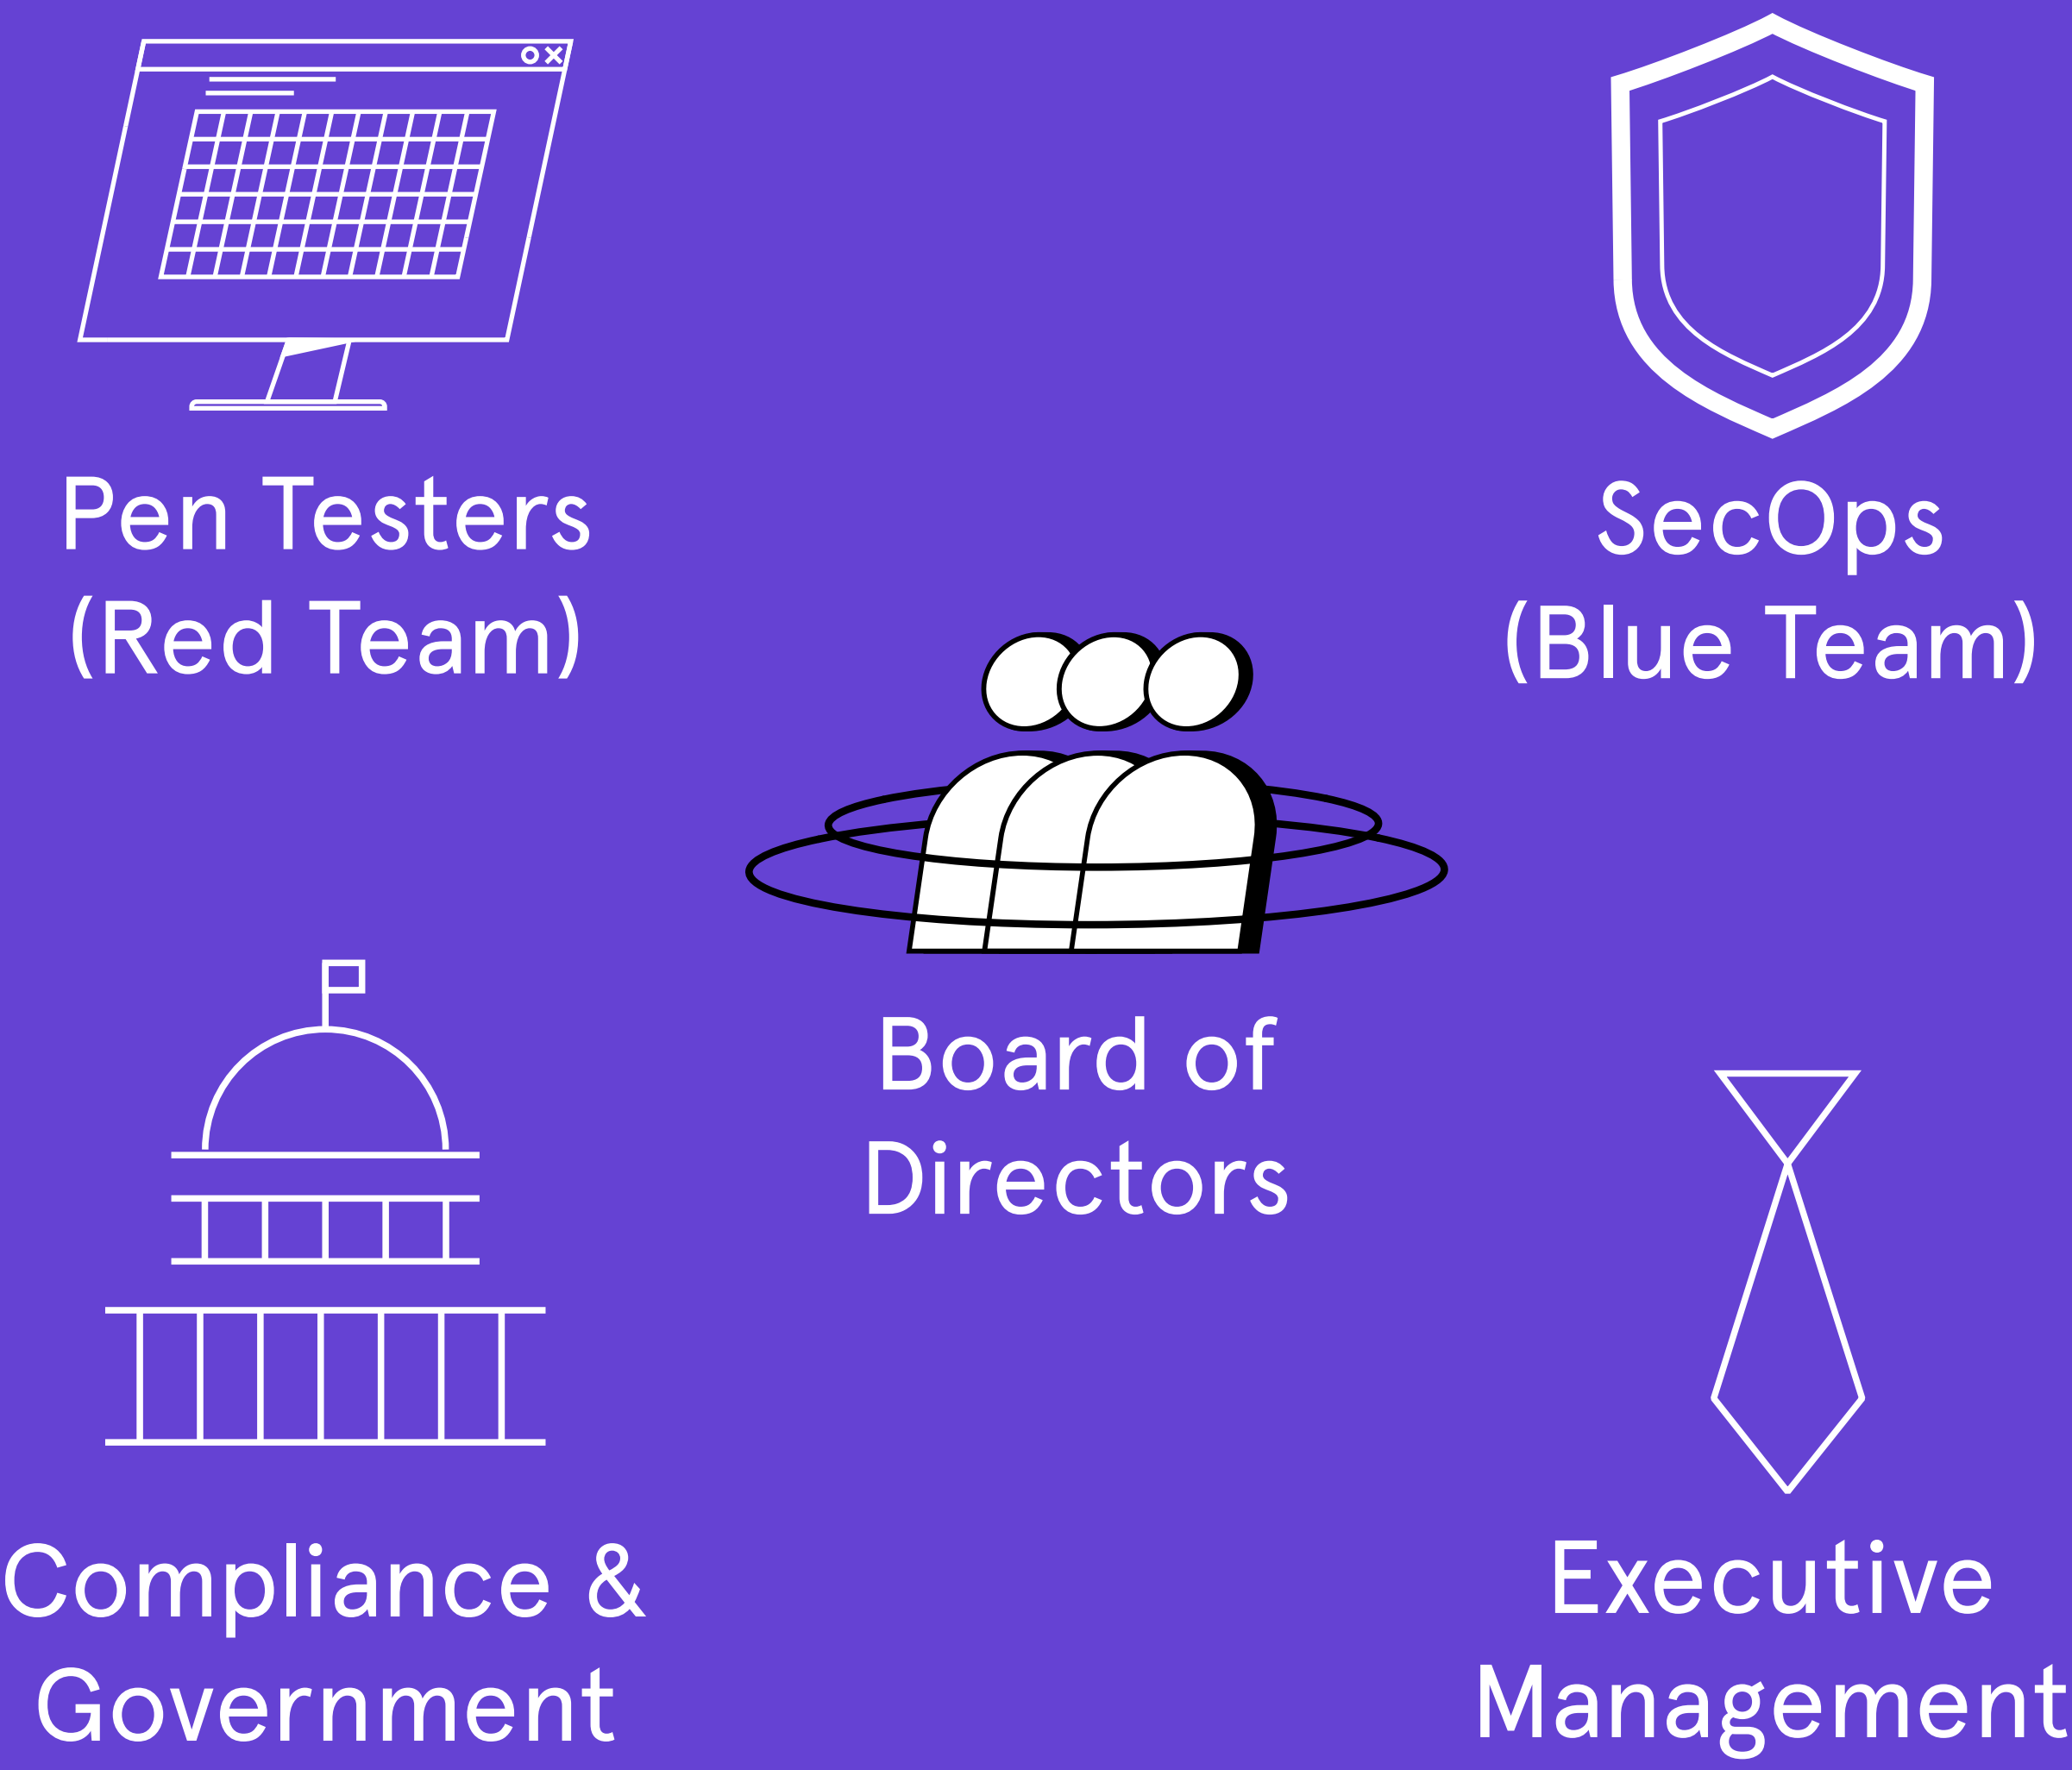 Pen Testers
(Red Team)
SecOps
(Blue Team)
Board of
Directors
Compliance &
Government
Executive
Management